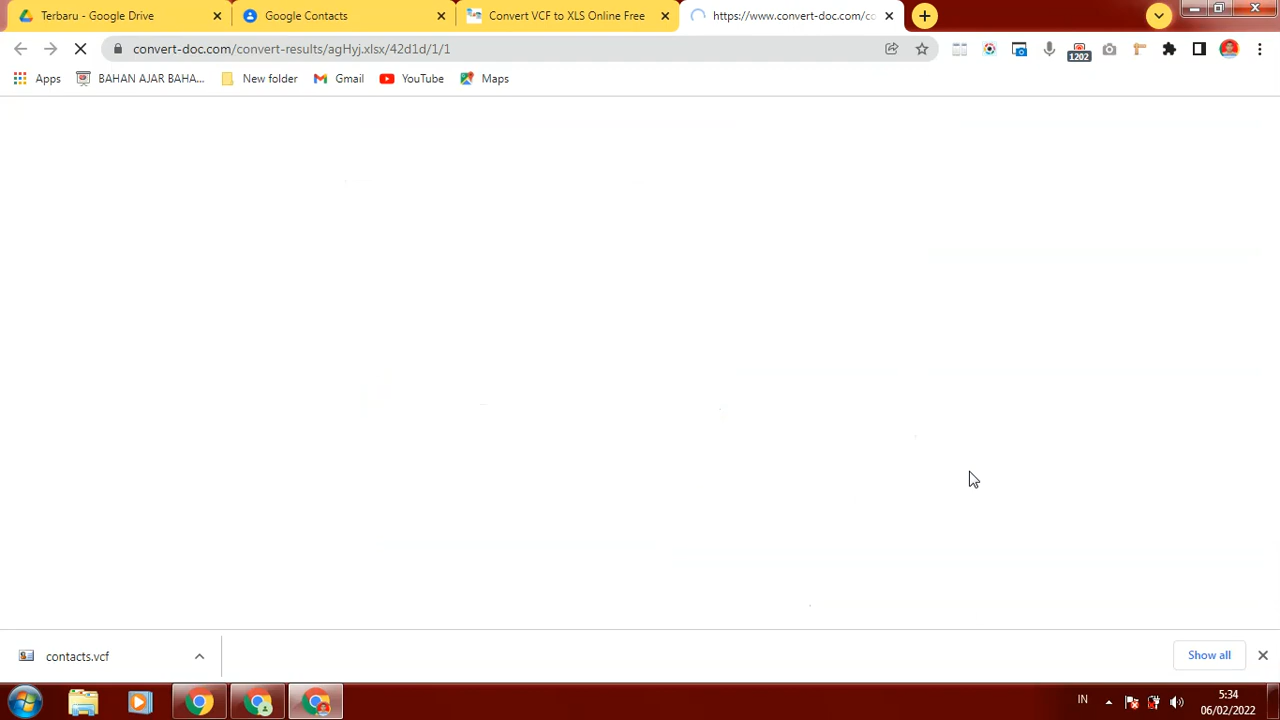 Terbaru - Google Drive
Google Contacts
Convert VCF to XLS Online Free
https://www.convert-doc.com/co
convert-doc.com/convert-results/agHyj.xlsx/42d1d/1/1
1202
Apps
BAHAN AJAR BAHA...
New folder
Gmail
YouTube
Maps
contacts.vcf
Show all
IN
5:34
06/02/2022